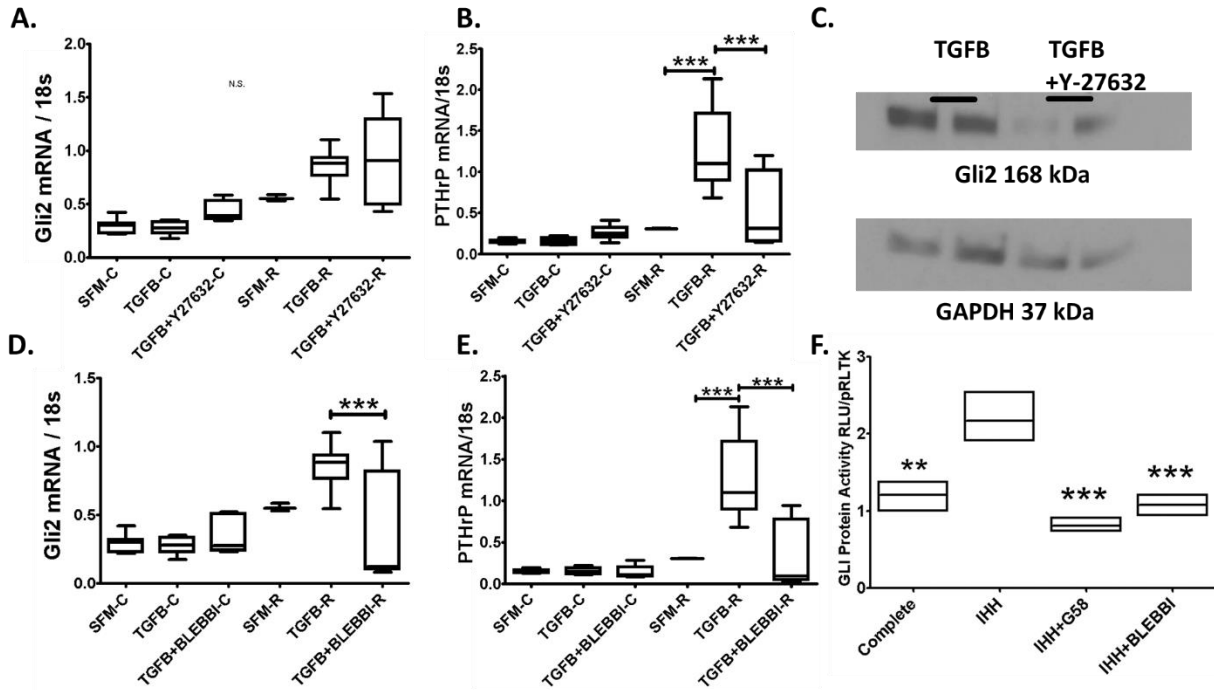 A.
Gli2 mRNA / 18s
2.0
1.5
1.0
0.5
0.0
N.S.
SFM-C
TGFB-C
TGFB+Y27632-C
SFM-R
TGFB-R
TGFB+Y27632-R
B.
PTHrP mRNA/18s
2.5
2.0
1.5
1.0
0.5
0.0
***
***
SFM-C
TGFB-C
TGFB+Y27632-C
SFM-R
TGFB-R
TGFB+Y27632-R
C.
TGFB
TGFB
+Y-27632
Gli2 168 kDa
GAPDH 37 kDa
D.
Gli2 mRNA / 18s
1.5
1.0
0.5
0.0
***
SFM-C
TGFB-C
TGFB+BLEBBI-C
SFM-R
TGFB-R
TGFB+BLEBBI-R
E.
PTHrP mRNA/18s
2.5
2.0
1.5
1.0
0.5
0.0
***
***
SFM-C
TGFB-C
TGFB+BLEBBI-C
SFM-R
TGFB-R
TGFB+BLEBBI-R
F.
GLI Protein Activity RLU/pRLTK
3
2
1
0
**
***
***
Complete
IHH
IHH+G58
IHH+BLEBBI